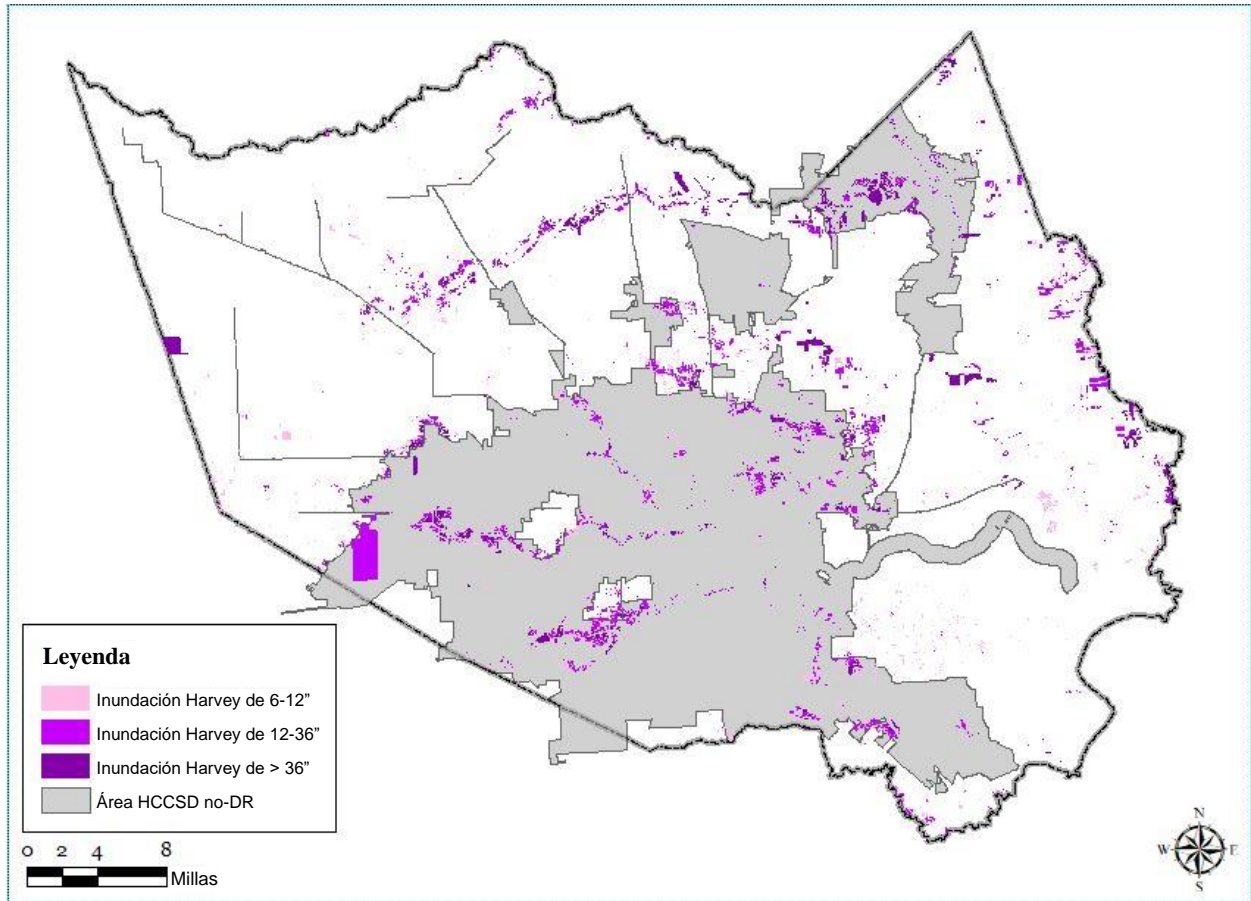 Leyenda
Inundación Harvey de 6-12”
Inundación Harvey de 12-36”
Inundación Harvey de > 36”
Área HCCSD no-DR
0 2 4 8
Millas
N
W E
S